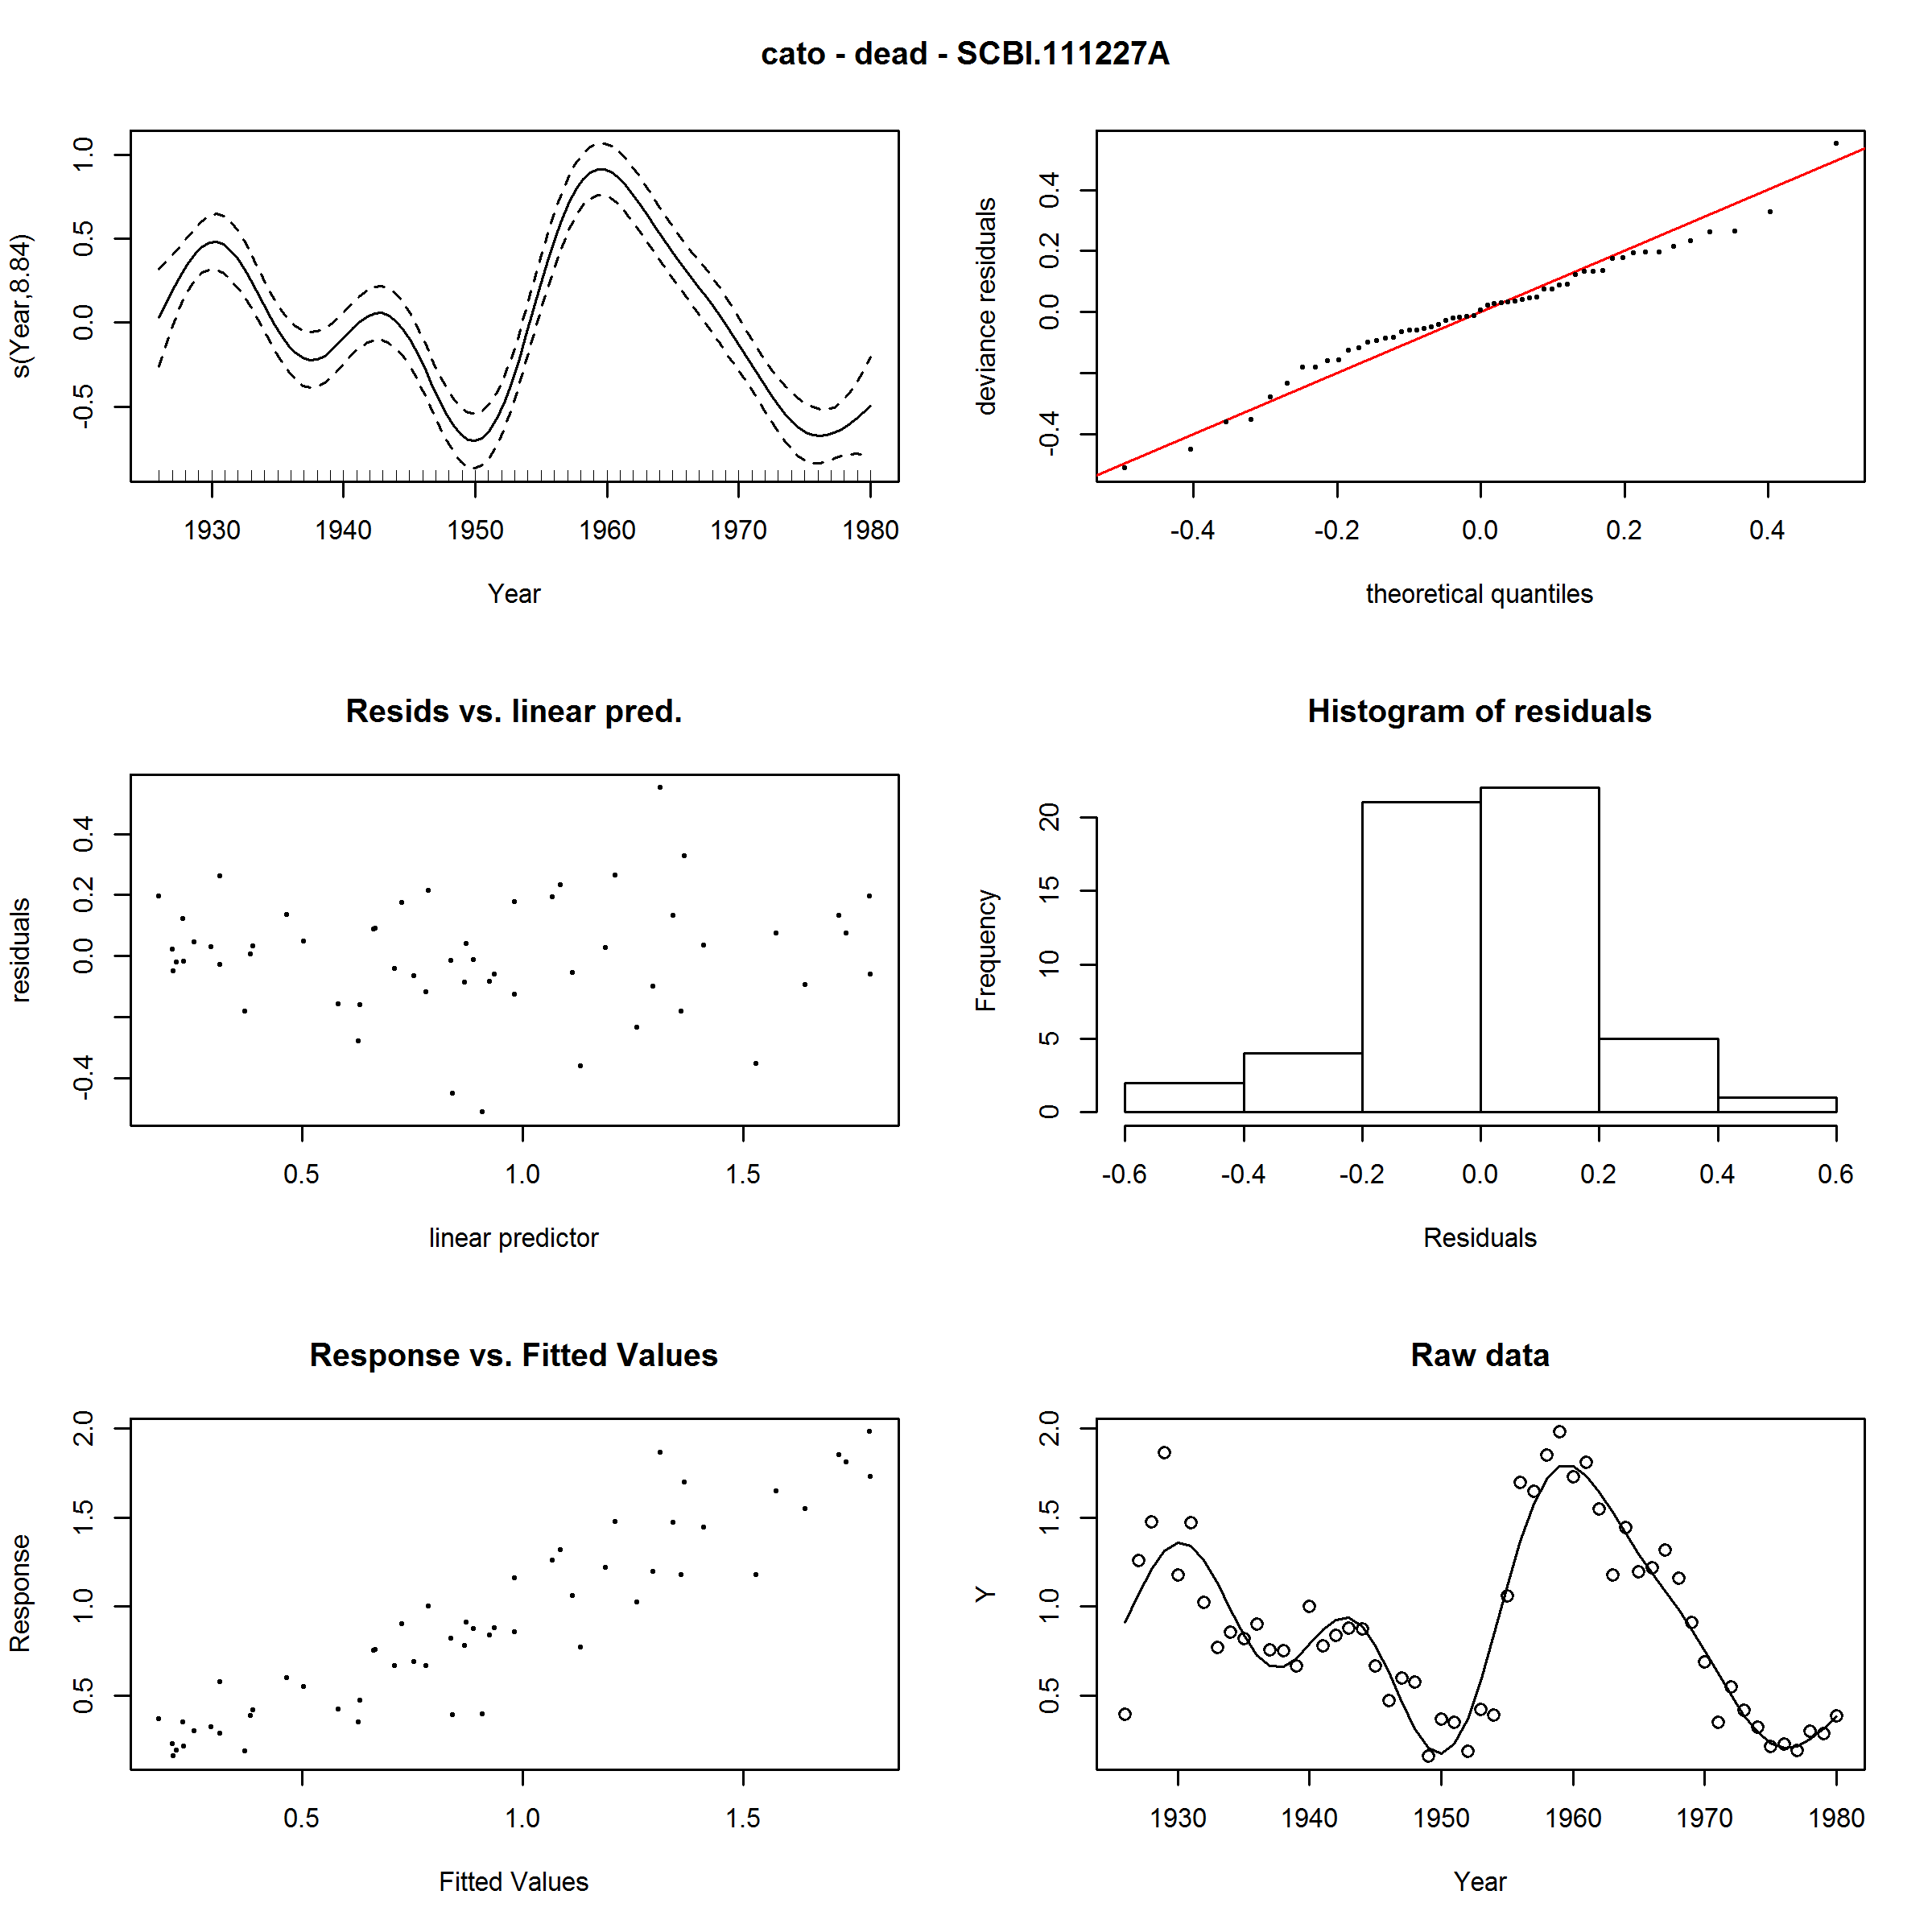 cato - dead - SCBI.111227A
s(Year,8.84)
-0.5 0.0 0.5 1.0
1930 1940 1950 1960 1970 1980
Year
deviance residuals
-0.4 0.0 0.2 0.4
-0.4 -0.2 0.0 0.2 0.4
theoretical quantiles
Resids vs. linear pred.
residuals
-0.4 0.0 0.2 0.4
0.5 1.0 1.5
linear predictor
Histogram of residuals
Frequency
0 5 10 15 20
-0.6 -0.4 -0.2 0.0 0.2 0.4 0.6
Residuals
Response vs. Fitted Values
Response
0.5 1.0 1.5 2.0
0.5 1.0 1.5
Fitted Values
Raw data
Y
0.5 1.0 1.5 2.0
1930 1940 1950 1960 1970 1980
Year